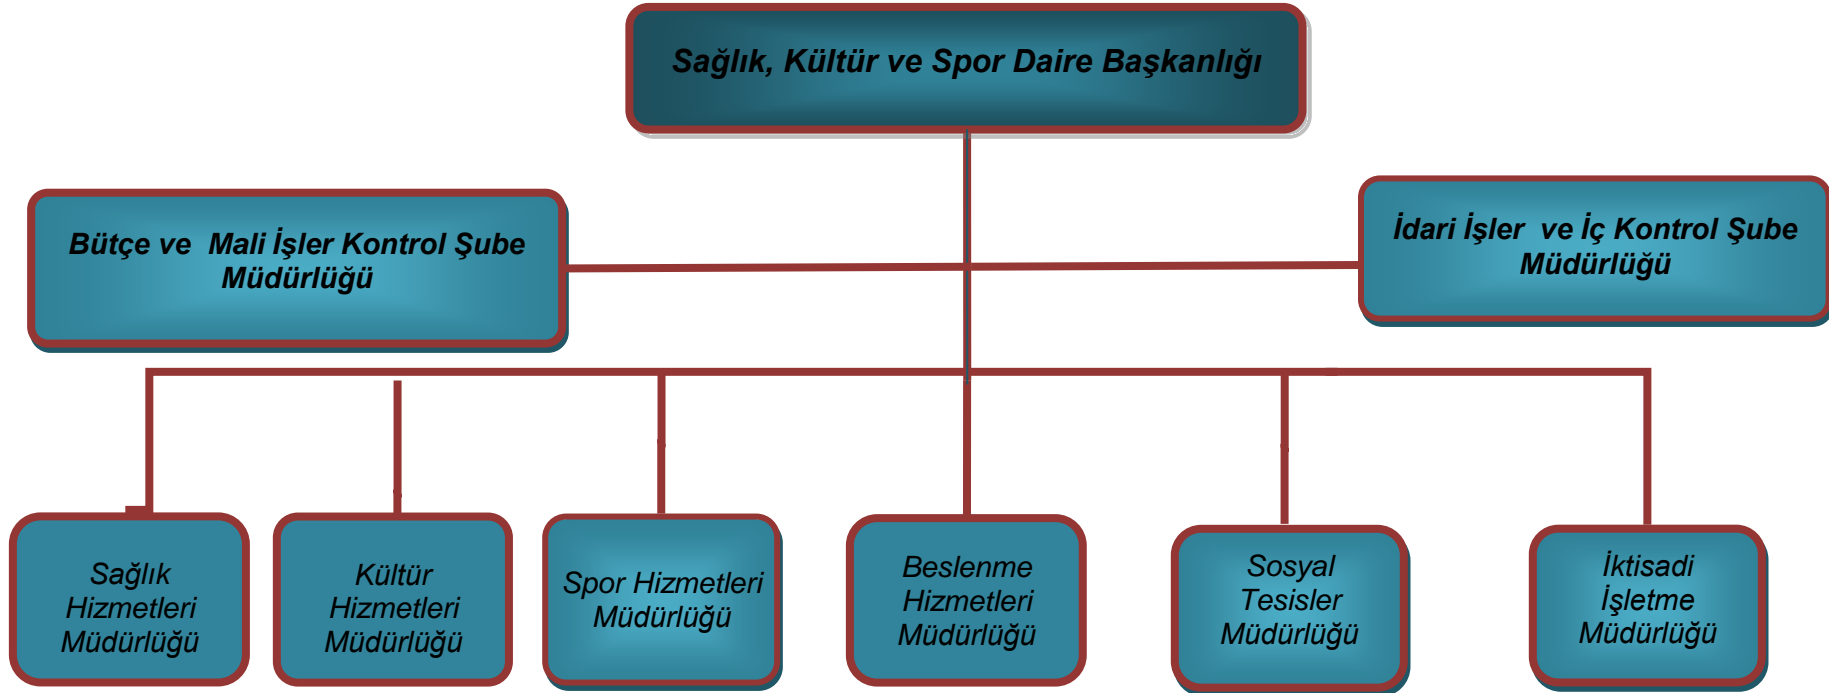 Sağlık, Kültür ve Spor Daire Başkanlığı
Bütçe ve Mali İşler Kontrol Şube
Müdürlüğü
İdari İşler ve İç Kontrol Şube
Müdürlüğü
Sağlık
Hizmetleri
Müdürlüğü
Kültür
Hizmetleri
Müdürlüğü
Spor Hizmetleri
Müdürlüğü
Beslenme
Hizmetleri
Müdürlüğü
Sosyal
Tesisler
Müdürlüğü
İktisadi
İşletme
Müdürlüğü